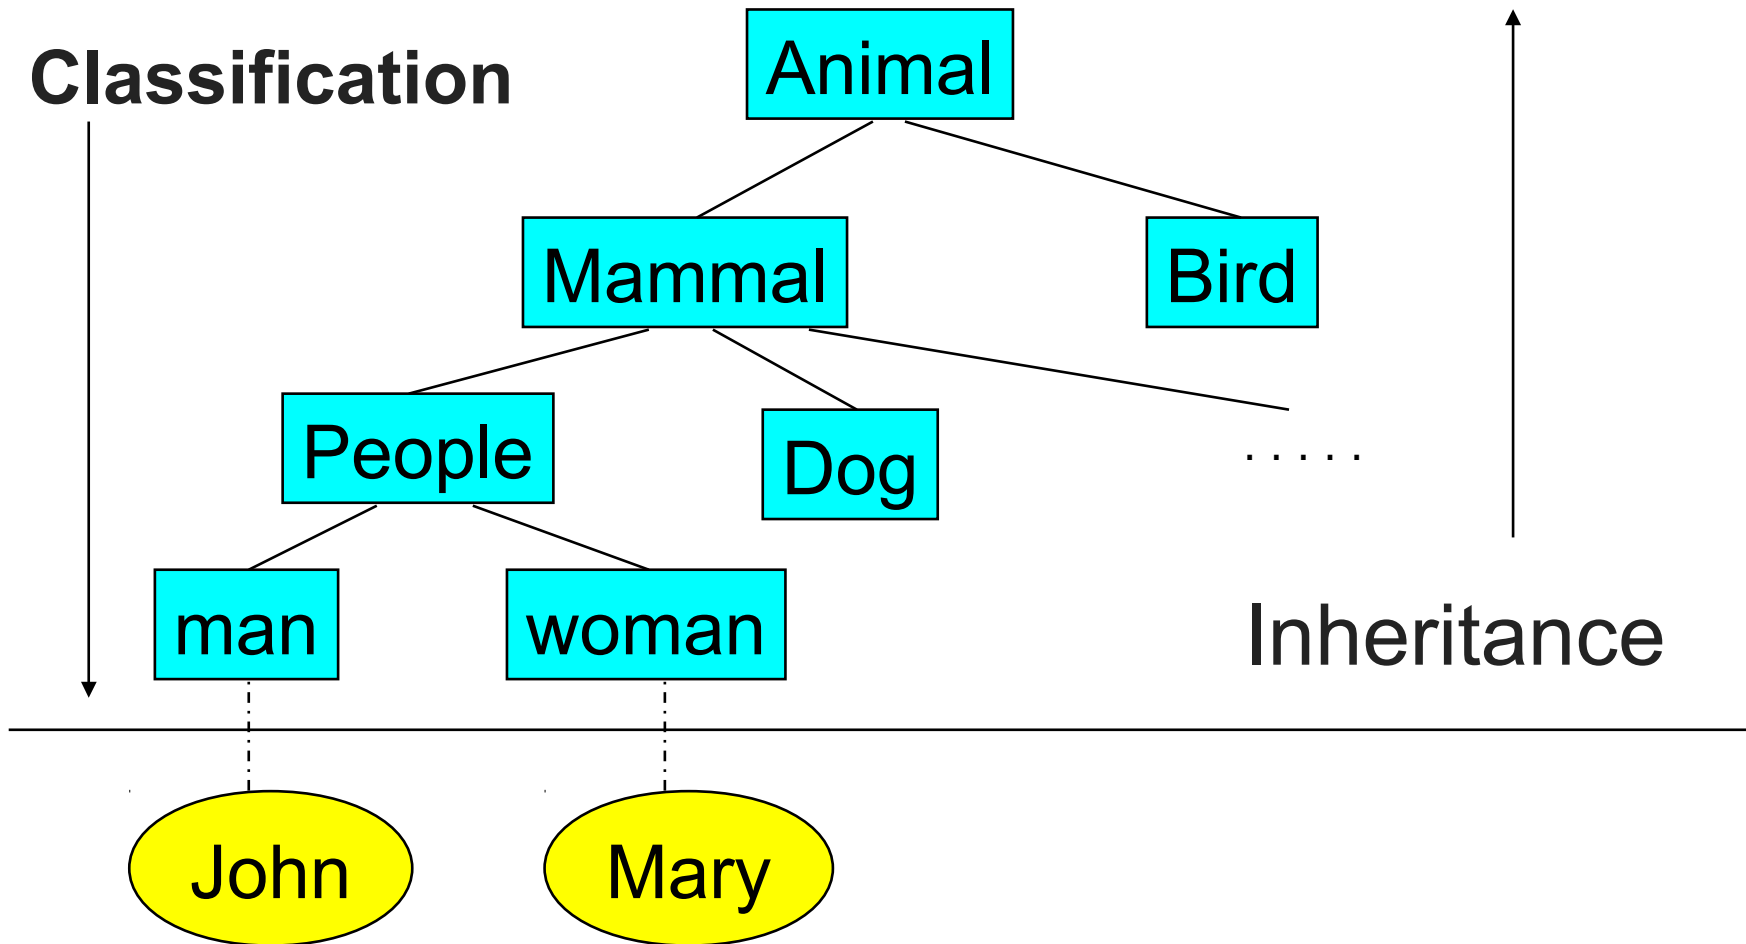 Classification
Animal
Mammal
Bird
People
Dog
. . . . .
man
woman
Inheritance
John
Mary